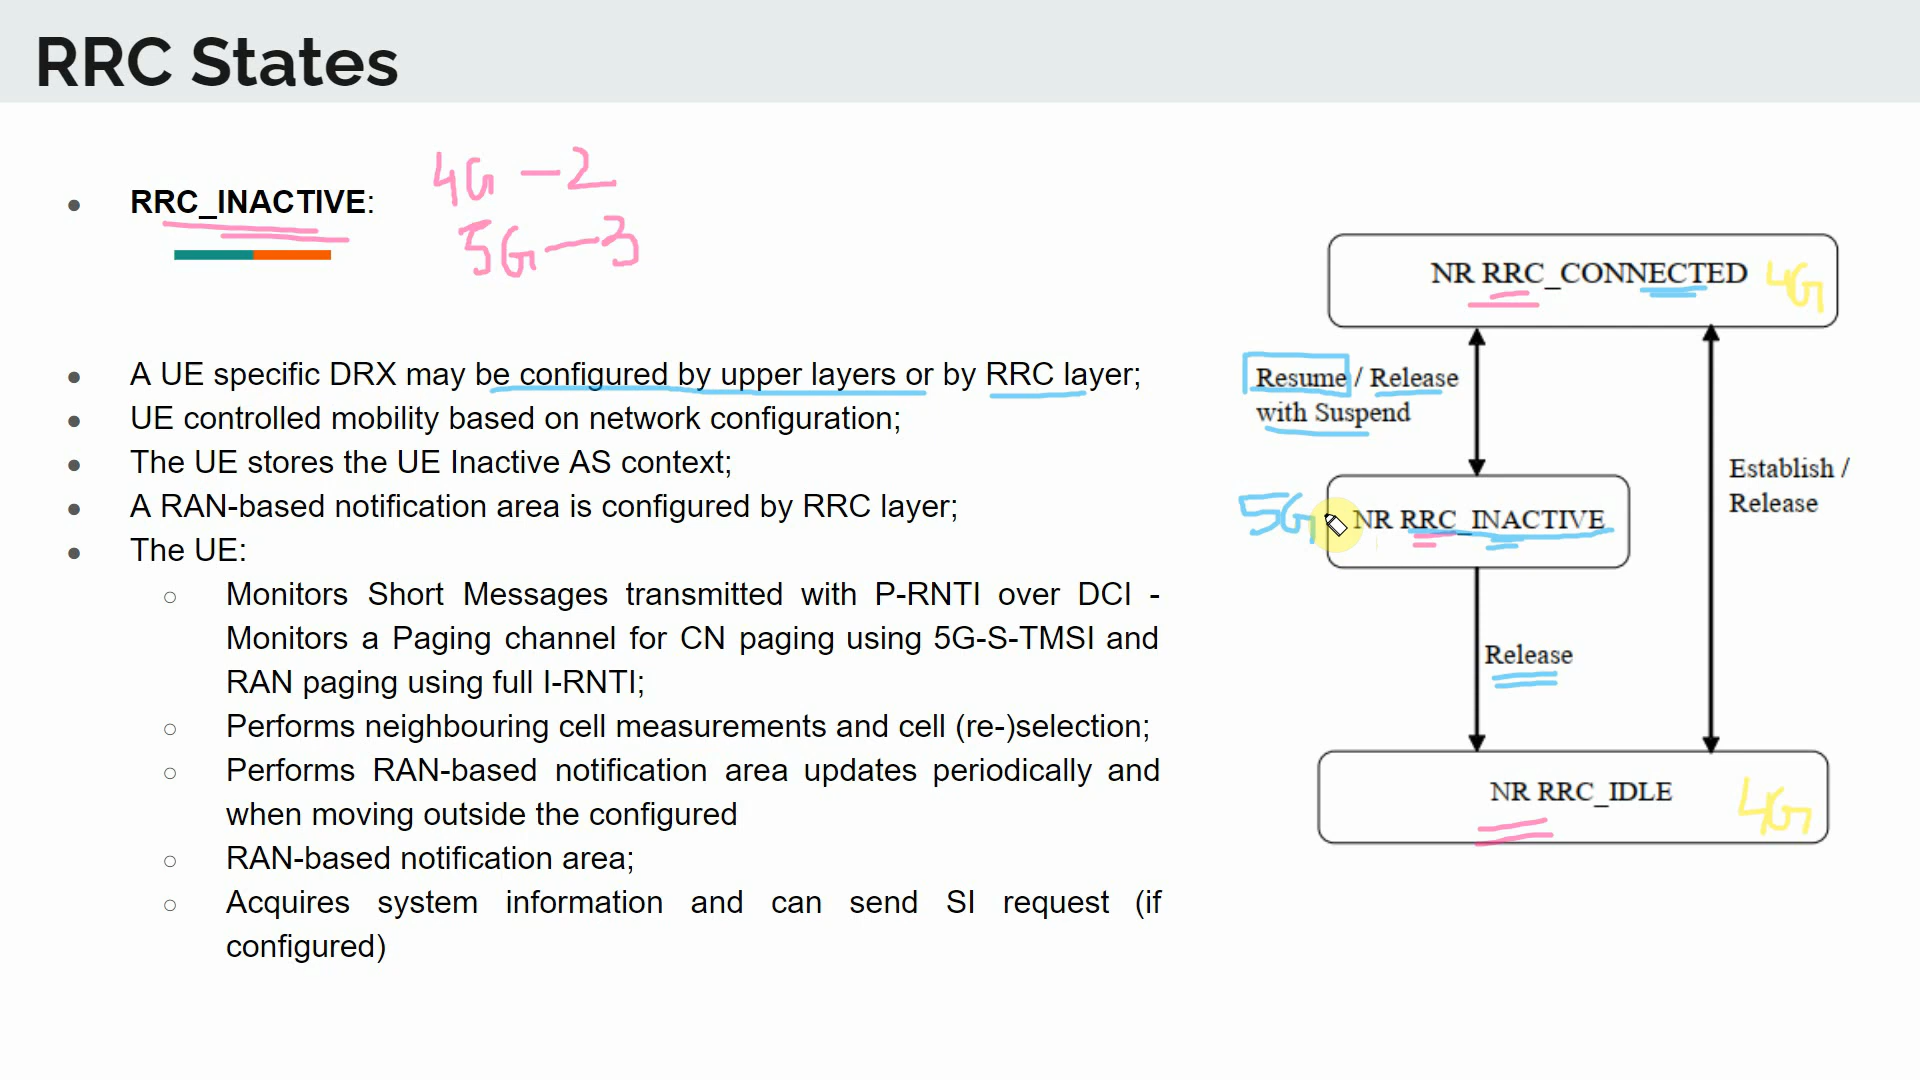 RRC States
RRC_INACTIVE:
4G - 2
5G - 3
A UE specific DRX may be configured by upper layers or by RRC layer;
UE controlled mobility based on network configuration;
The UE stores the UE Inactive AS context;
A RAN-based notification area is configured by RRC layer;
The UE:
Monitors Short Messages transmitted with P-RNTI over DCI -
Monitors a Paging channel for CN paging using 5G-S-TMSI and
RAN paging using full I-RNTI;
Performs neighbouring cell measurements and cell (re-)selection;
Performs RAN-based notification area updates periodically and
when moving outside the configured
RAN-based notification area;
Acquires system information and can send SI request (if
configured)
NR RRC_CONNECTED 4G
Resume / Release
with Suspend
Establish /
Release
5G NR RRC_INACTIVE
Release
NR RRC_IDLE 4G